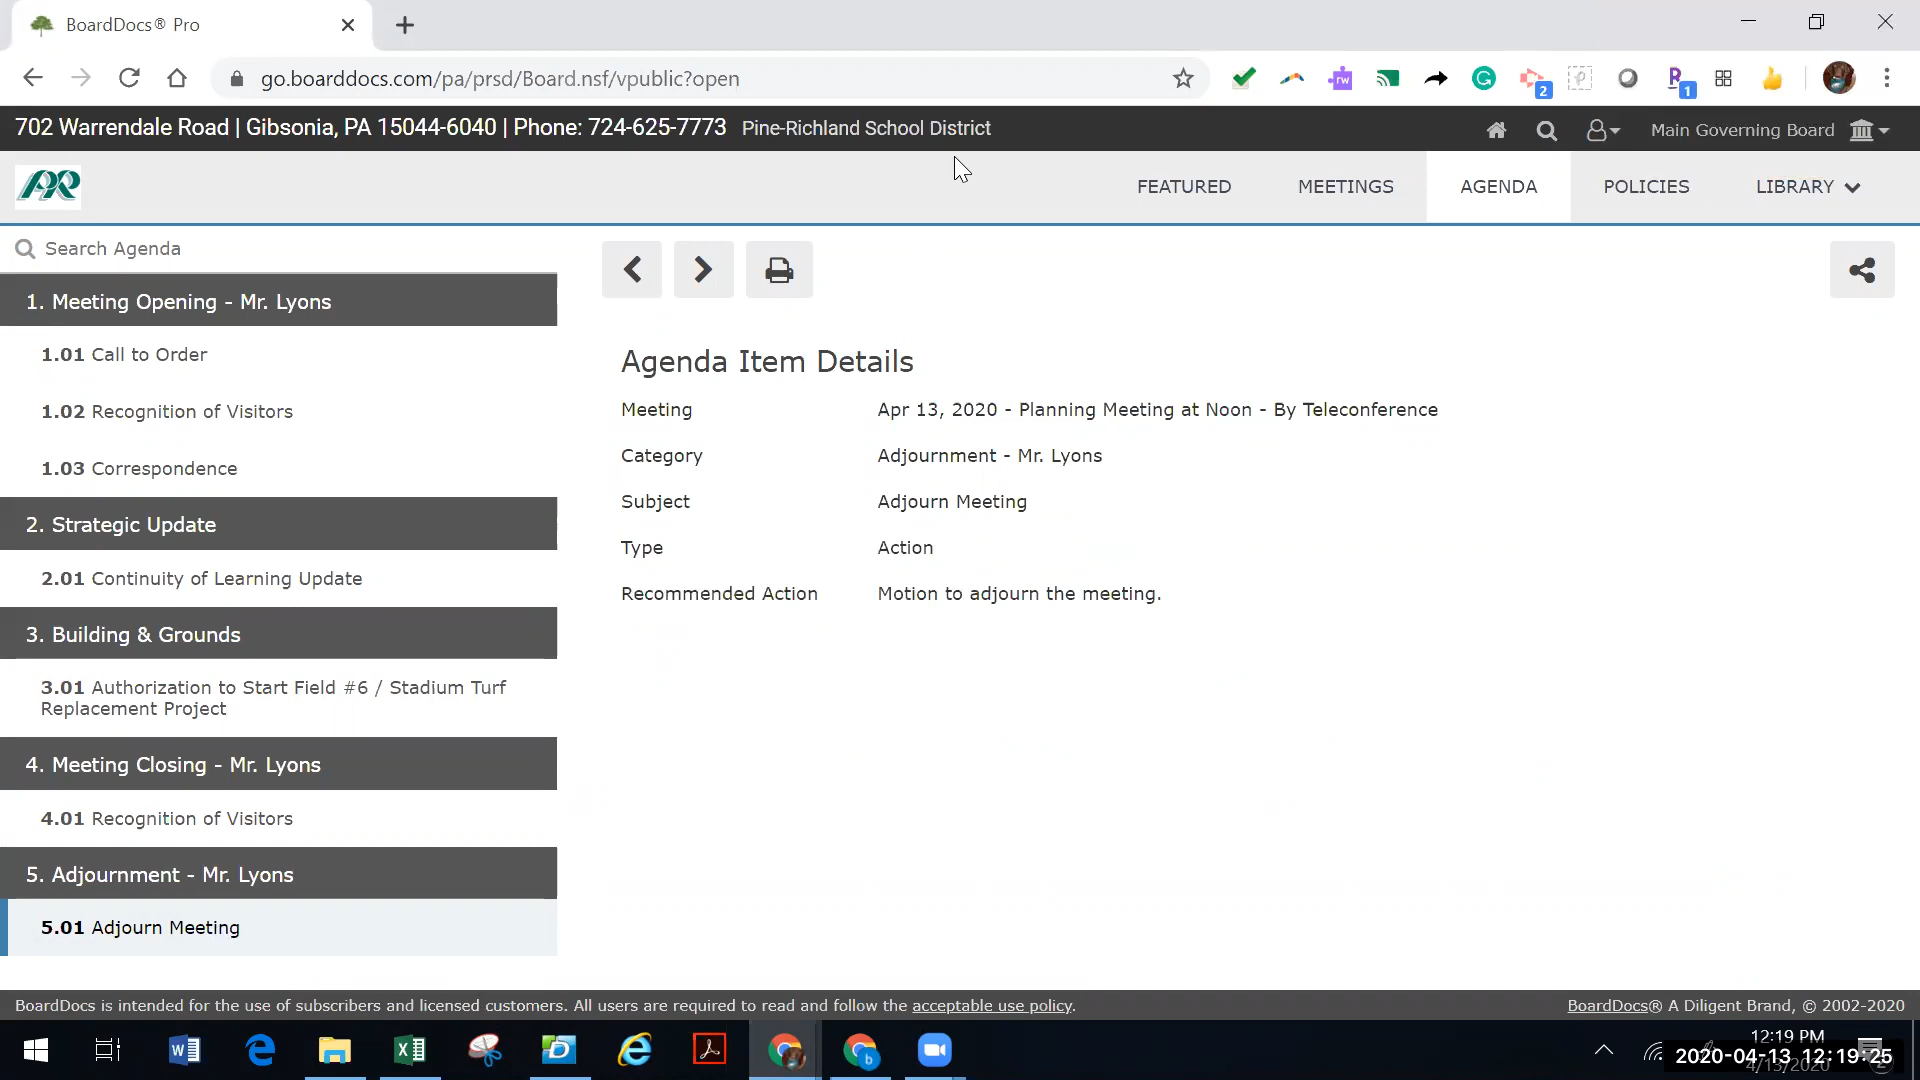 BoardDocs® Pro
go.boarddocs.com/pa/prsd/Board.nsf/vpublic?open
rw
2
1
702 Warrendale Road | Gibsonia, PA 15044-6040 | Phone: 724-625-7773 Pine-Richland School District
Main Governing Board
PR
FEATURED
MEETINGS
AGENDA
POLICIES
LIBRARY
Search Agenda
1. Meeting Opening - Mr. Lyons
1.01 Call to Order
1.02 Recognition of Visitors
1.03 Correspondence
2. Strategic Update
2.01 Continuity of Learning Update
3. Building & Grounds
3.01 Authorization to Start Field #6 / Stadium Turf
Replacement Project
4. Meeting Closing - Mr. Lyons
4.01 Recognition of Visitors
5. Adjournment - Mr. Lyons
5.01 Adjourn Meeting
Agenda Item Details
Meeting Apr 13, 2020 - Planning Meeting at Noon - By Teleconference
Category Adjournment - Mr. Lyons
Subject Adjourn Meeting
Type Action
Recommended Action Motion to adjourn the meeting.
BoardDocs is intended for the use of subscribers and licensed customers. All users are required to read and follow the acceptable use policy.
BoardDocs® A Diligent Brand, © 2002-2020
12:19 PM
4/13/2020
2020-04-13 12:19:25